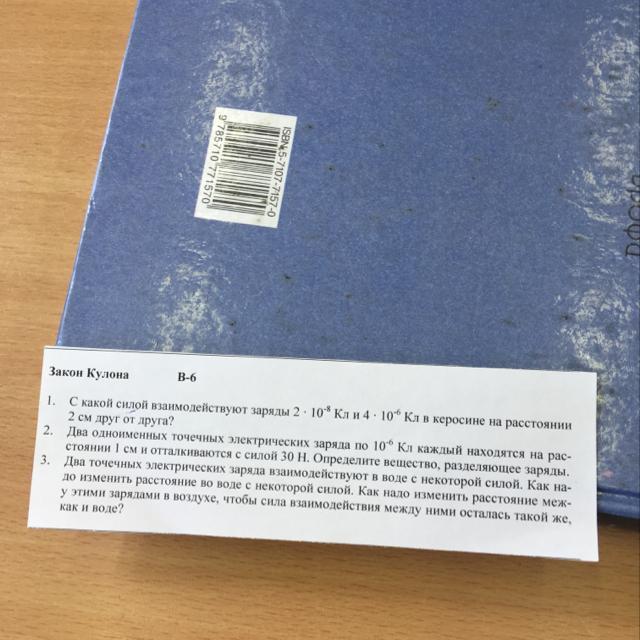 ISBN 5-7107-7157-0
9785710771570
Закон Кулона В-6
1. С какой силой взаимодействуют заряды 2 · 10⁻⁸ Кл и 4 · 10⁻⁶ Кл в керосине на расстоянии
2 см друг от друга?
2. Два одноименных точечных электрических заряда по 10⁻⁶ Кл каждый находятся на рас-
стоянии 1 см и отталкиваются с силой 30 Н. Определите вещество, разделяющее заряды.
3. Два точечных электрических заряда взаимодействуют в воде с некоторой силой. Как на-
до изменить расстояние во воде с некоторой силой. Как надо изменить расстояние меж-
у этими зарядами в воздухе, чтобы сила взаимодействия между ними осталась такой же,
как и воде?